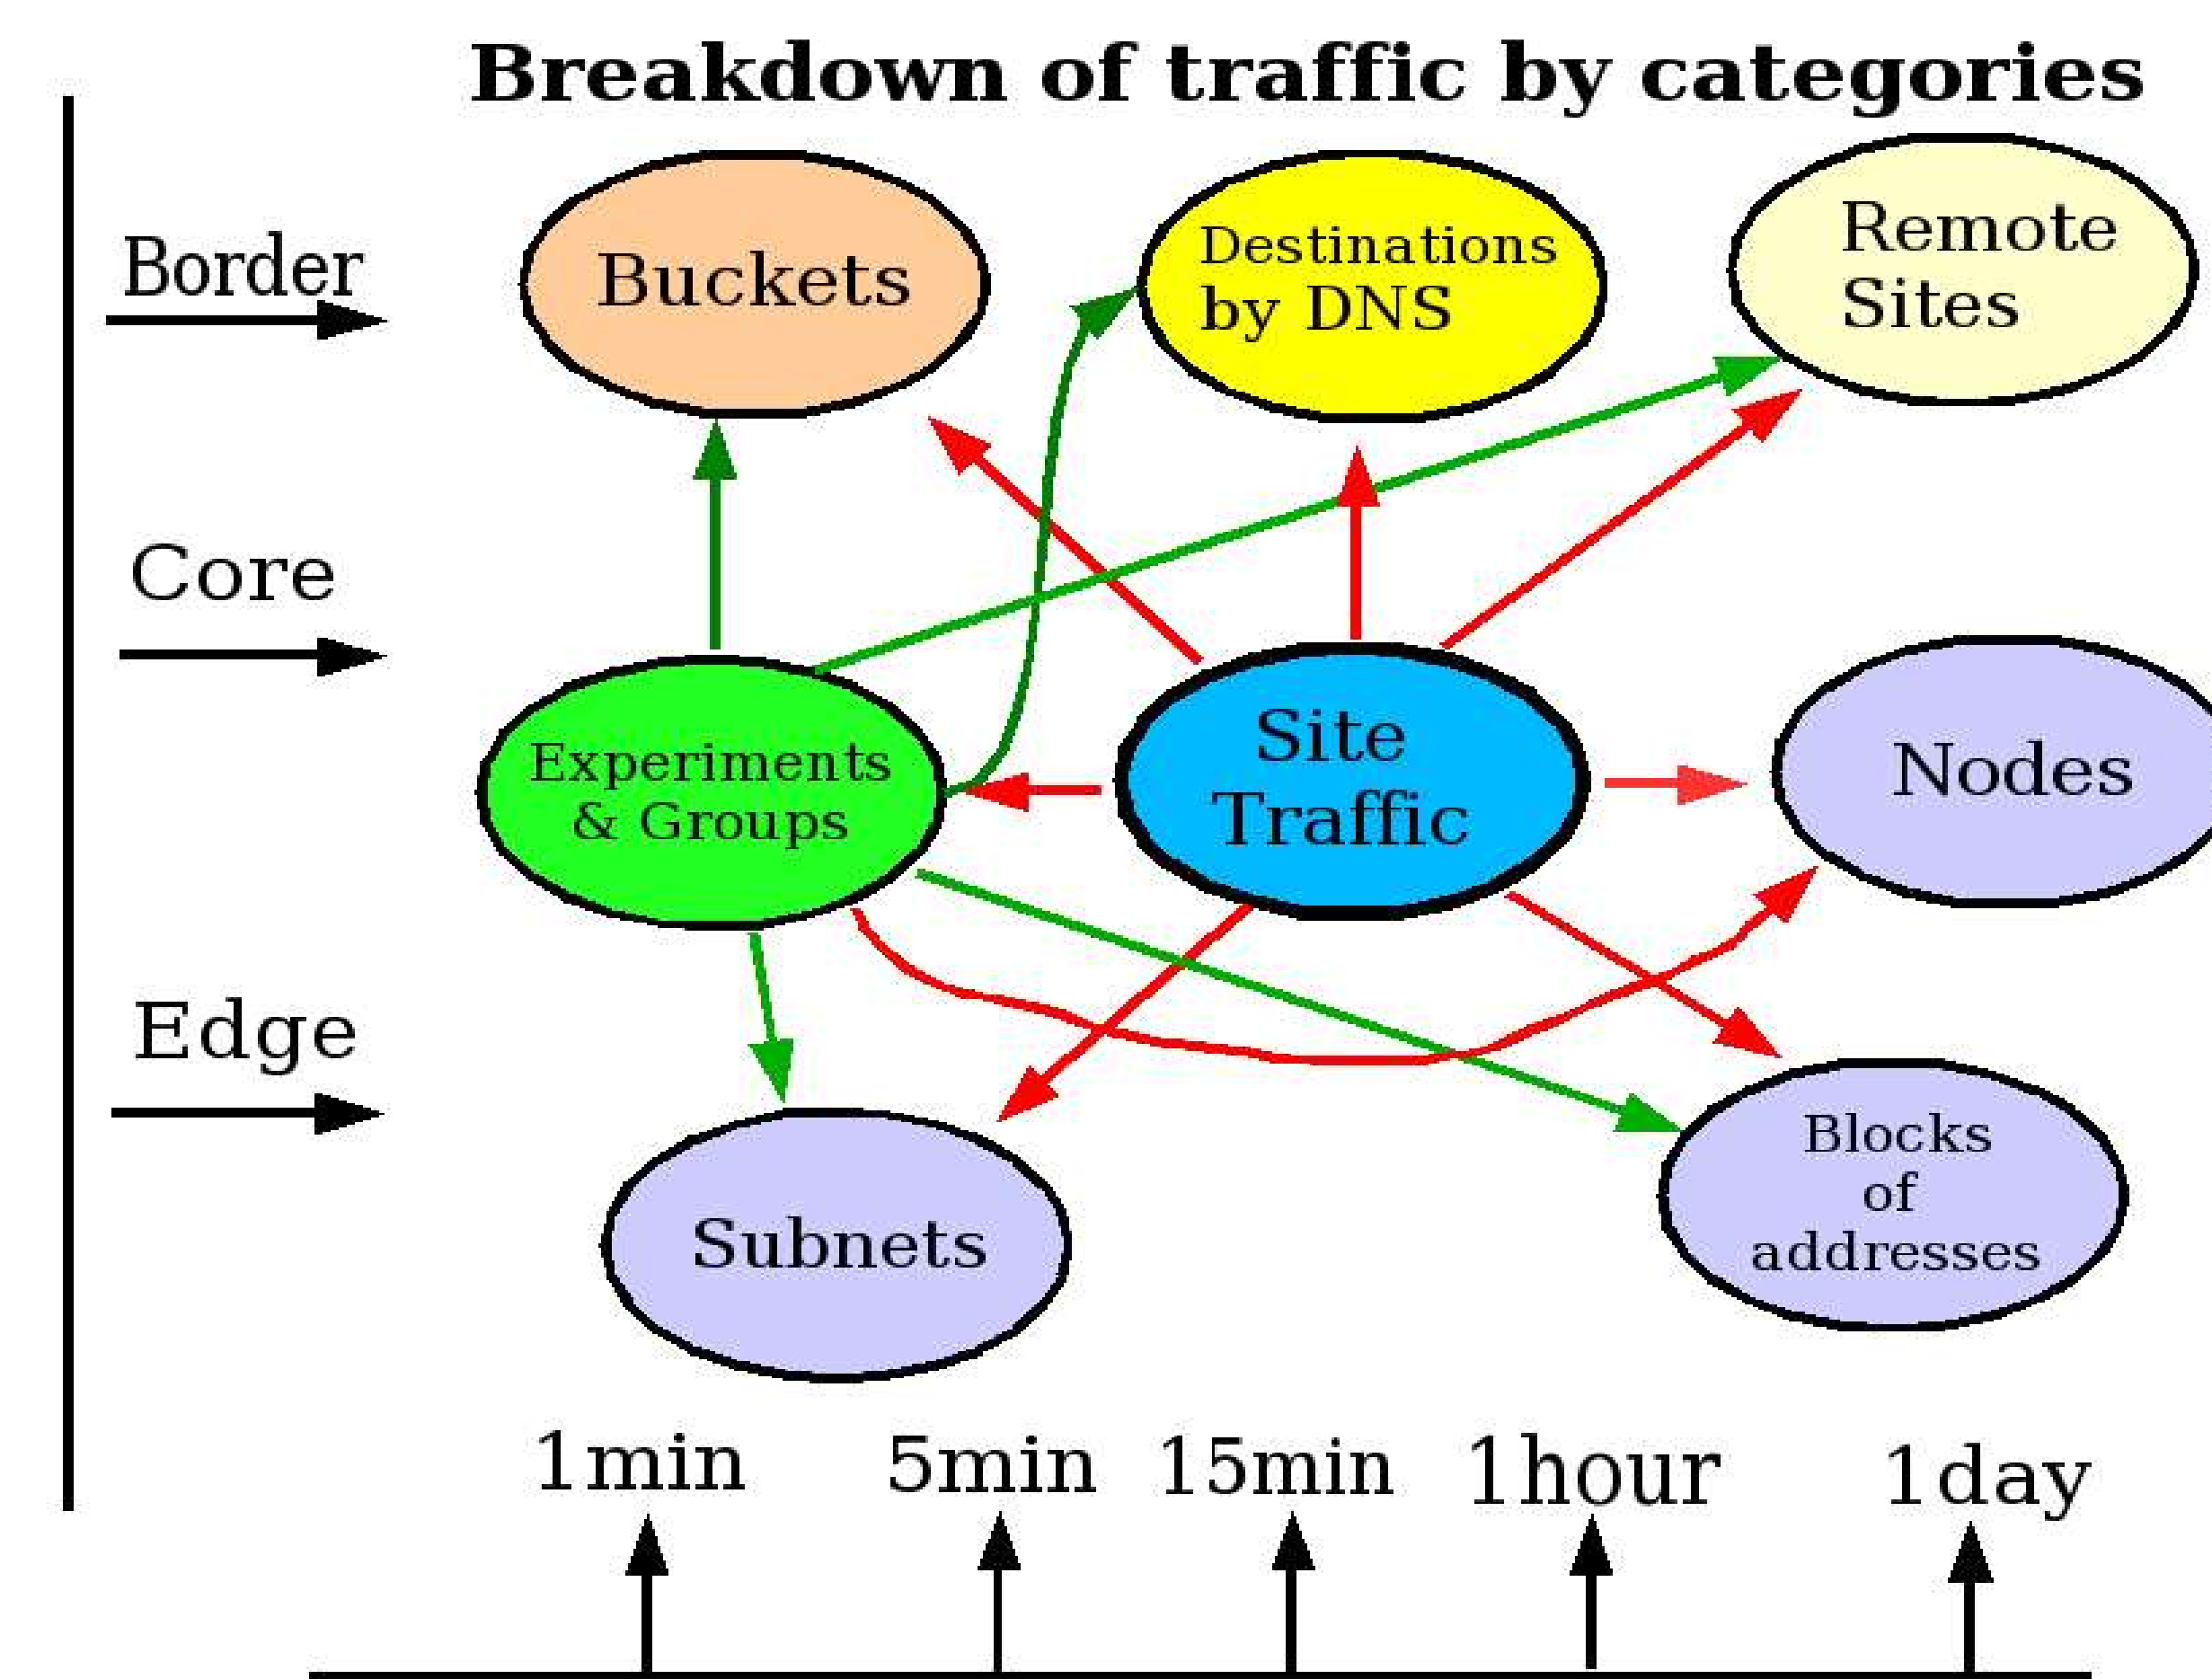 Breakdown of traffic by categories
Border
Buckets
Destinations
by DNS
Remote
Sites
Core
Experiments
& Groups
Site
Traffic
Nodes
Edge
Subnets
Blocks
of
addresses
1min
5min
15min
1hour
1day